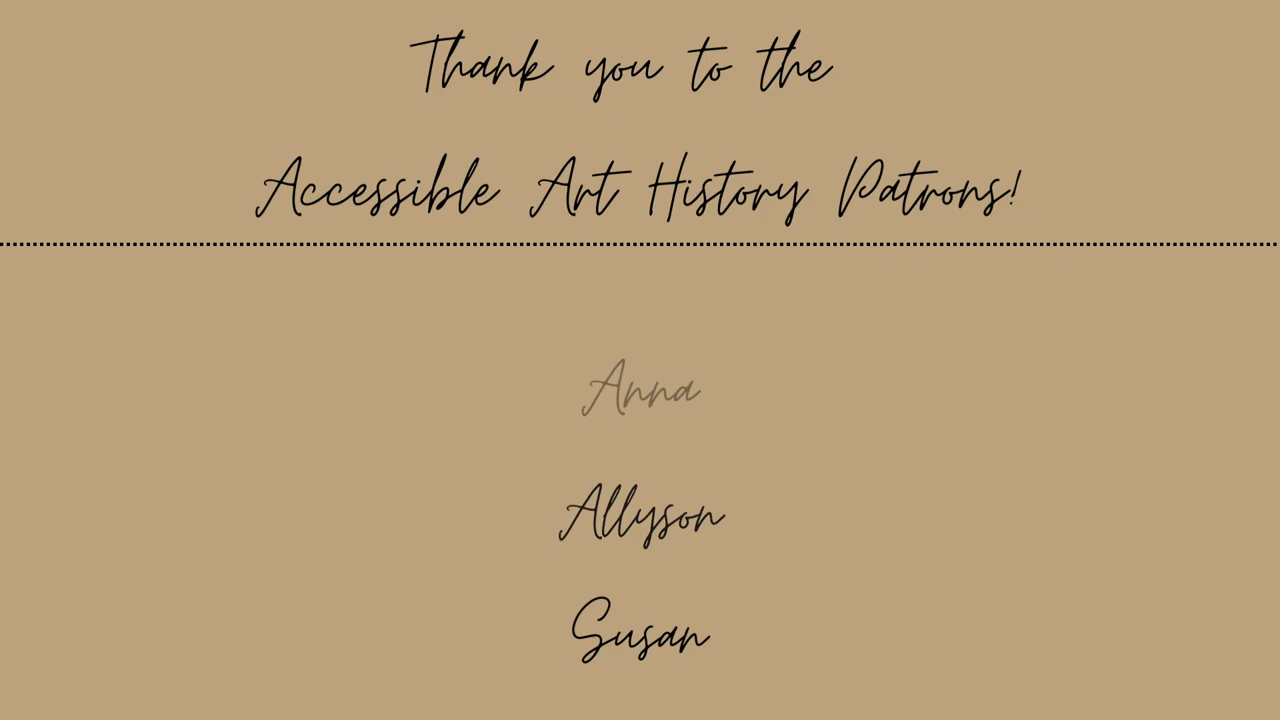 Thank you to the
Accessible Art History Patrons!
Anna
Allyson
Susan